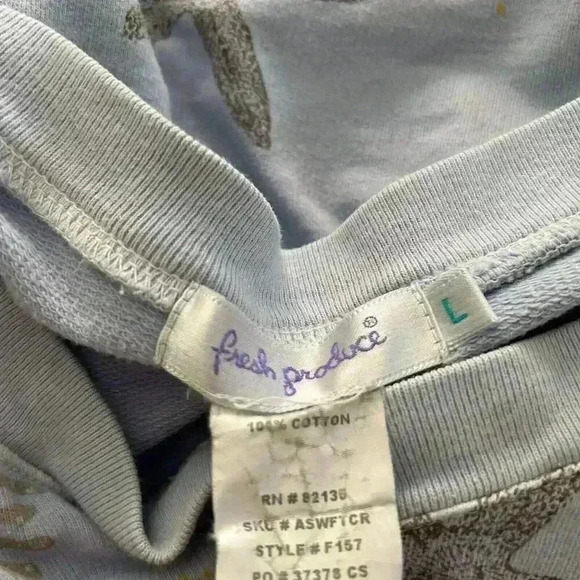 fresh produce®
L
100% COTTON
RN # 82136
SKU # ASWFTCR
STYLE # F157
PO # 37378 CS